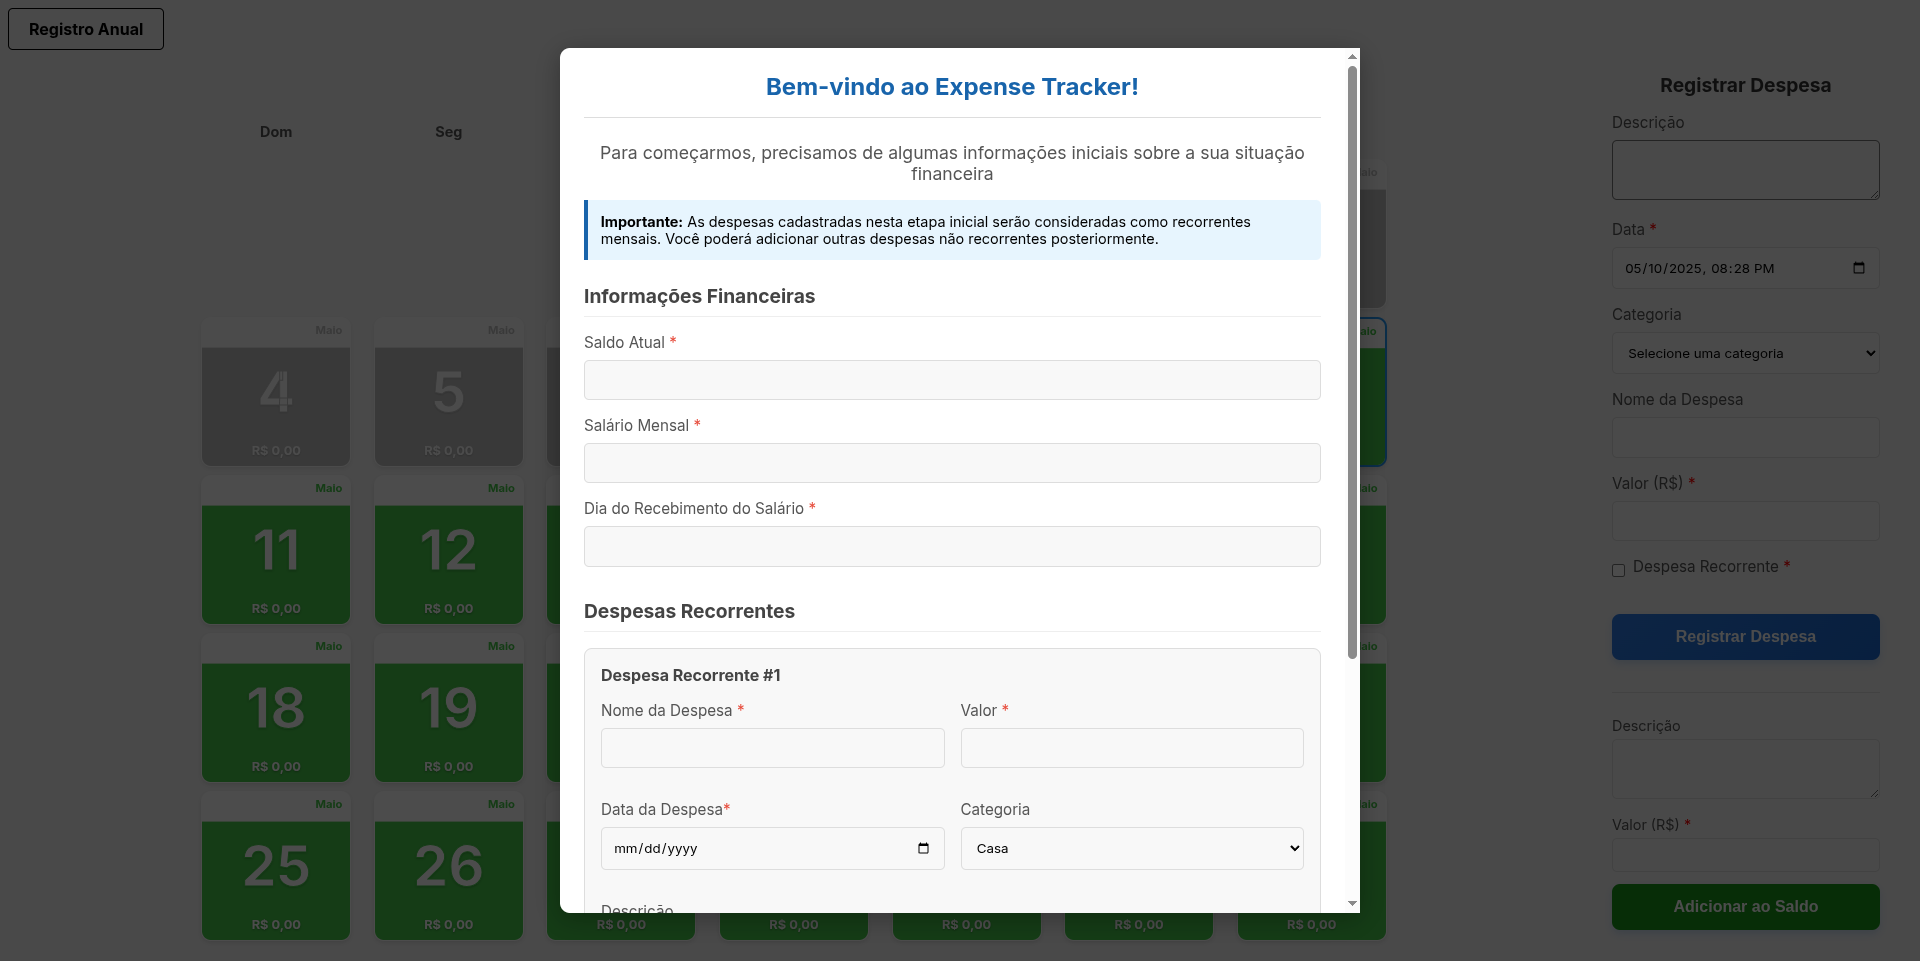 Registro Anual
Dom
Seg
Maio
4
R$ 0,00
Maio
5
R$ 0,00
Maio
11
R$ 0,00
Maio
12
R$ 0,00
Maio
18
R$ 0,00
Maio
19
R$ 0,00
Maio
25
R$ 0,00
Maio
26
R$ 0,00
R$ 0,00
R$ 0,00
R$ 0,00
R$ 0,00
R$ 0,00
Bem-vindo ao Expense Tracker!
Para começarmos, precisamos de algumas informações iniciais sobre a sua situação
financeira
Importante: As despesas cadastradas nesta etapa inicial serão consideradas como recorrentes
mensais. Você poderá adicionar outras despesas não recorrentes posteriormente.
Informações Financeiras
Saldo Atual *
Salário Mensal *
Dia do Recebimento do Salário *
Despesas Recorrentes
Despesa Recorrente #1
Nome da Despesa *
Valor *
Data da Despesa*
mm/dd/yyyy
Categoria
Casa
Descrição
Registrar Despesa
Descrição
Data *
05/10/2025, 08:28 PM
Categoria
Selecione uma categoria
Nome da Despesa
Valor (R$) *
Despesa Recorrente *
Registrar Despesa
Descrição
Valor (R$) *
Adicionar ao Saldo